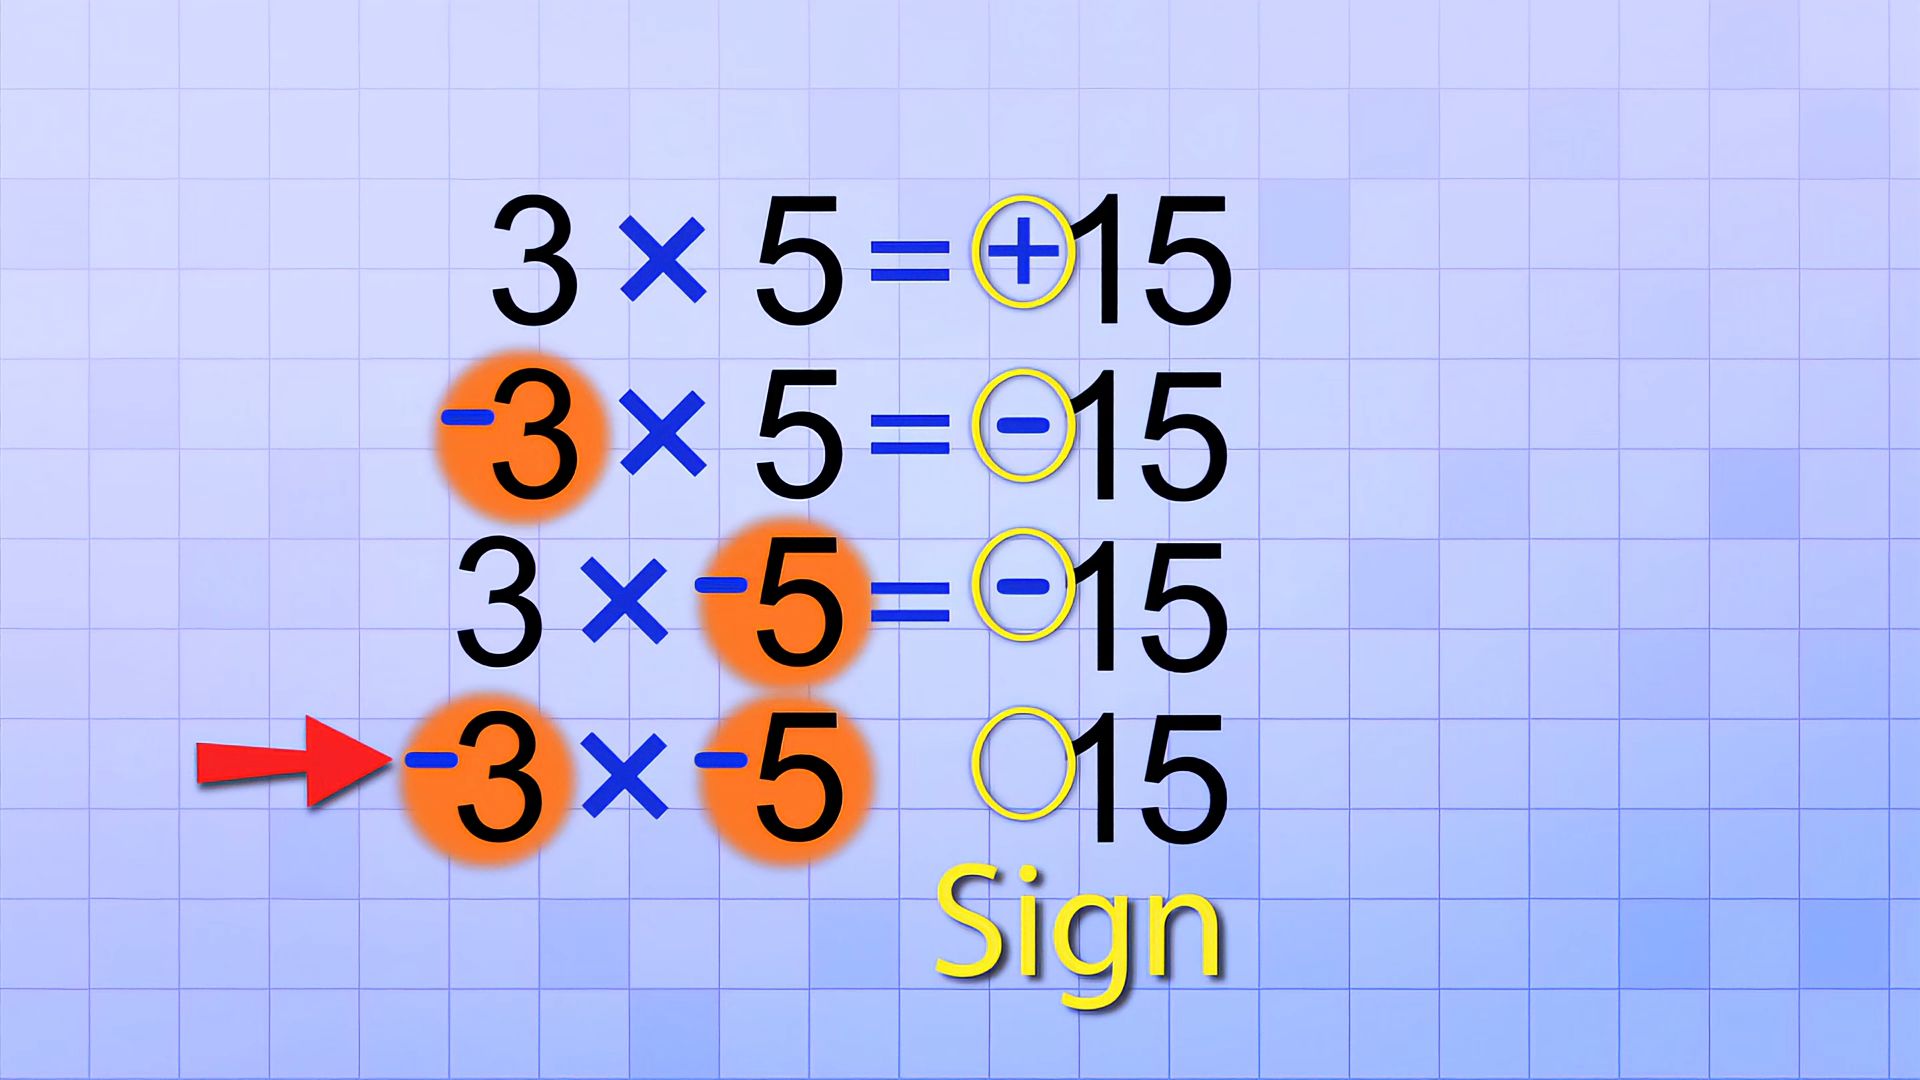 3 × 5 = +15
-3 × 5 = -15
3 × -5 = -15
-3 × -5 15
Sign